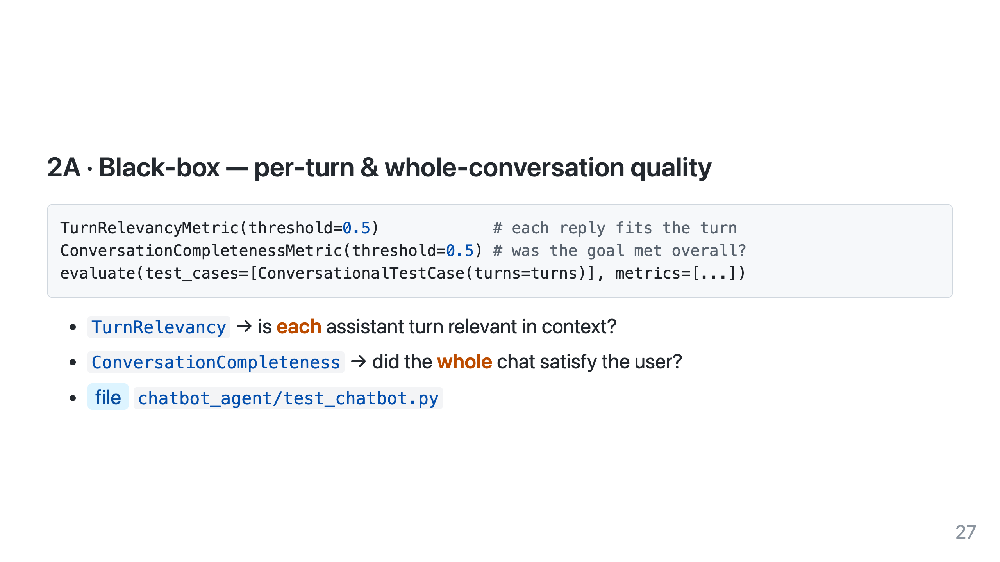 2A · Black-box — per-turn & whole-conversation quality
TurnRelevancyMetric(threshold=0.5)            # each reply fits the turn
ConversationCompletenessMetric(threshold=0.5) # was the goal met overall?
evaluate(test_cases=[ConversationalTestCase(turns=turns)], metrics=[...])
• TurnRelevancy → is each assistant turn relevant in context?
• ConversationCompleteness → did the whole chat satisfy the user?
• file chatbot_agent/test_chatbot.py
27